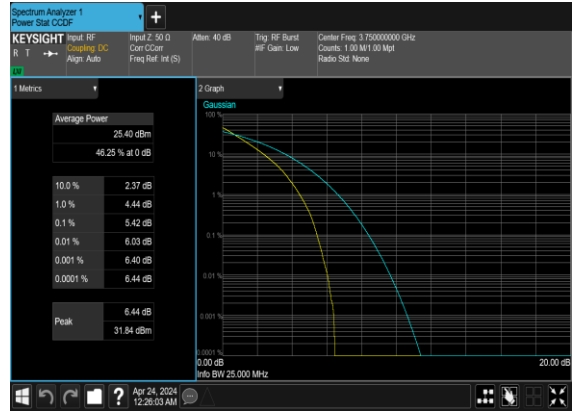 Spectrum Analyzer 1
Power Stat CCDF
KEYSIGHT
R T
Input: RF
Coupling: DC
Align: Auto
Input Z: 50 Ω
Corr CCorr
Freq Ref: Int (S)
Atten: 40 dB
Trig: RF Burst
#IF Gain: Low
Center Freq: 3.750000000 GHz
Counts: 1.00 M/1.00 Mpt
Radio Std: None
1 Metrics
Average Power
25.40 dBm
46.25 % at 0 dB
10.0 % 2.37 dB
1.0 % 4.44 dB
0.1 % 5.42 dB
0.01 % 6.03 dB
0.001 % 6.40 dB
0.0001 % 6.44 dB
Peak
6.44 dB
31.84 dBm
2 Graph
Gaussian
100 %
10 %
1 %
0.1 %
0.01 %
0.001 %
0.0001 %
0.00 dB
20.00 dB
Info BW 25.000 MHz
?
Apr 24, 2024
12:26:03 AM